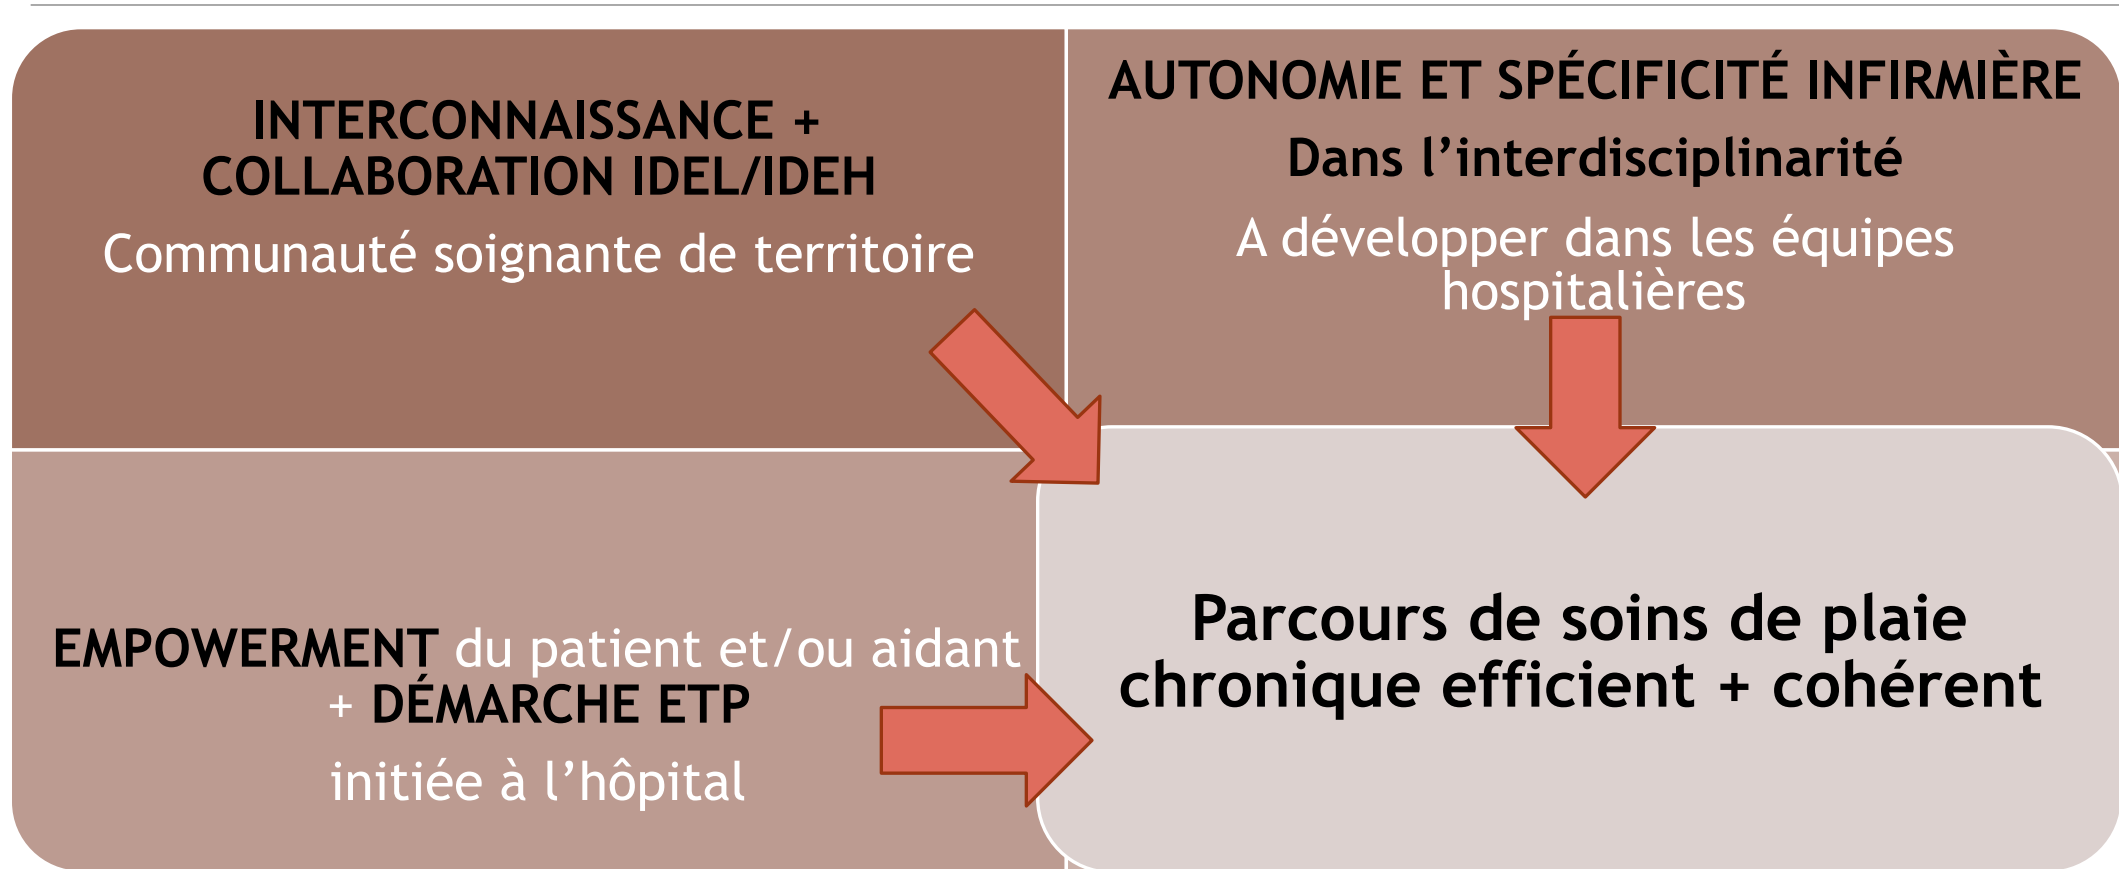 INTERCONNAISSANCE +
COLLABORATION IDEL/IDEH
Communauté soignante de territoire
AUTONOMIE ET SPÉCIFICITÉ INFIRMIÈRE
Dans l’interdisciplinarité
A développer dans les équipes
hospitalières
EMPOWERMENT du patient et/ou aidant
+ DÉMARCHE ETP
initiée à l’hôpital
Parcours de soins de plaie
chronique efficient + cohérent